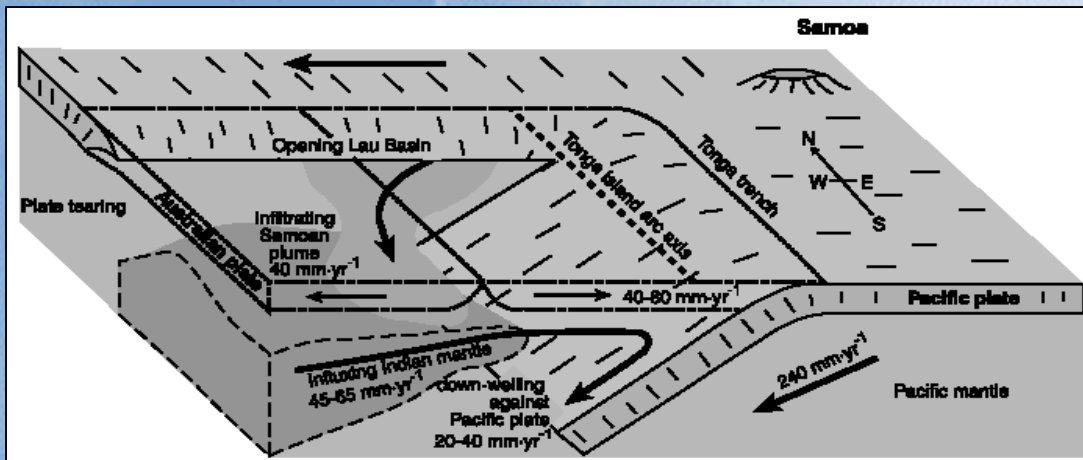 Samoa
N
W E
S
Opening Lau Basin
Tonga island arc axis
Tonga trench
Plate tearing
Australian plate
Infiltrating
Samoan
plume
40 mm·yr⁻¹
40-80 mm·yr⁻¹
Pacific plate
Influxing Indian mantle
45-65 mm·yr⁻¹
down-welling
against
Pacific plate
20-40 mm·yr⁻¹
240 mm·yr⁻¹
Pacific mantle